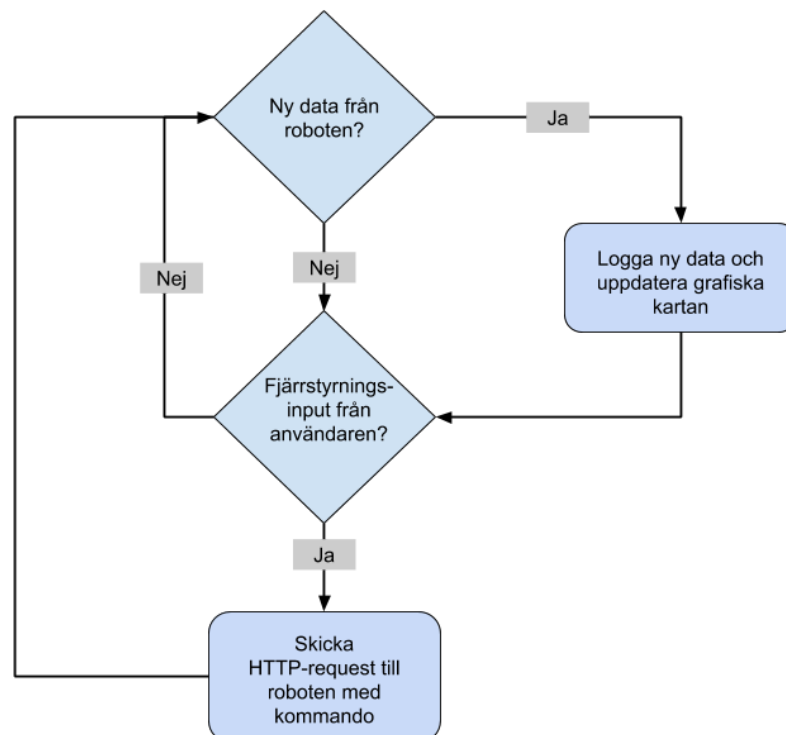 Ny data från
roboten?
Ja
Logga ny data och
uppdatera grafiska
kartan
Nej
Nej
Fjärrstyrnings-
input från
användaren?
Ja
Skicka
HTTP-request till
roboten med
kommando